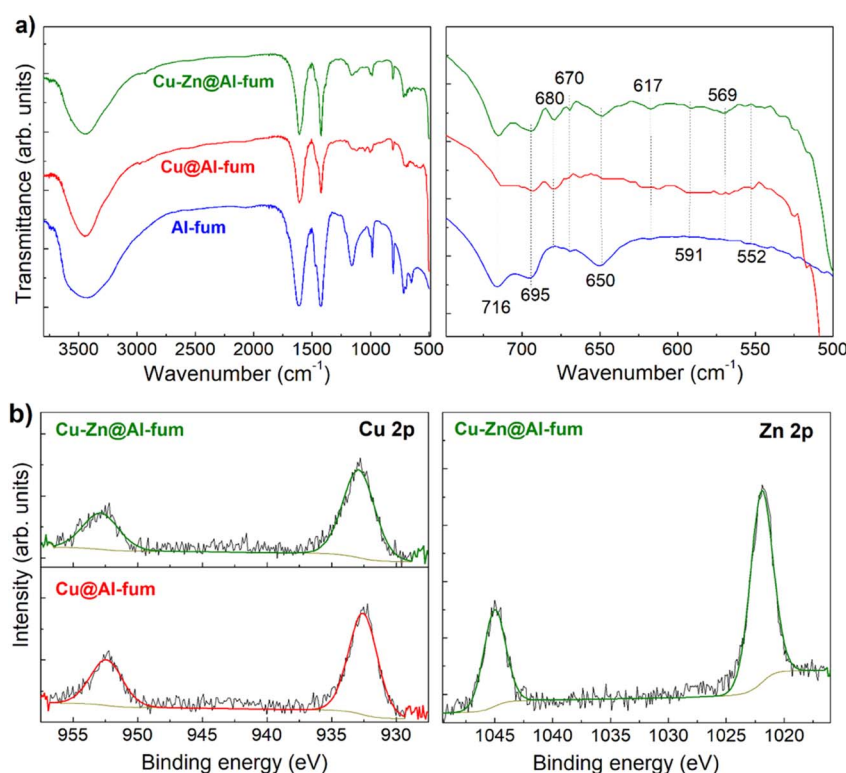 a)
Transmittance (arb. units)
Cu-Zn@Al-fum
Cu@Al-fum
Al-fum
3500 3000 2500 2000 1500 1000 500
Wavenumber (cm-1)
670
680
617
569
716
695
650
591
552
700 650 600 550 500
Wavenumber (cm-1)
b)
Intensity (arb. units)
Cu-Zn@Al-fum Cu 2p
Cu@Al-fum
955 950 945 940 935 930
Binding energy (eV)
Cu-Zn@Al-fum Zn 2p
1045 1040 1035 1030 1025 1020
Binding energy (eV)